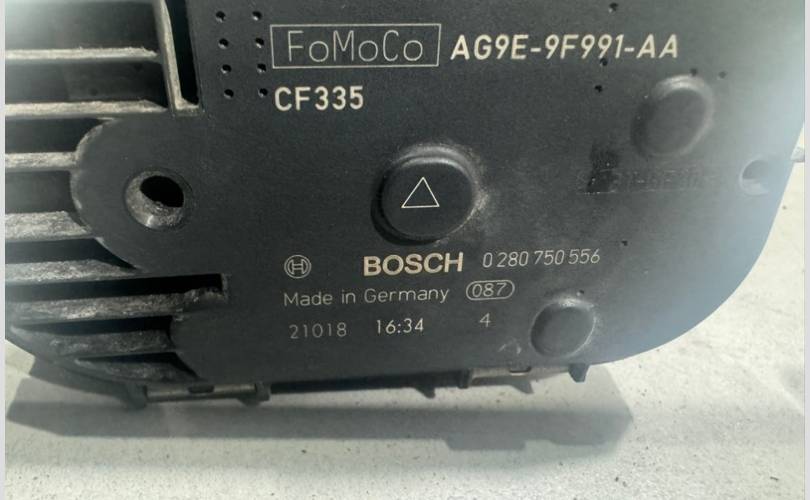 FoMoCo AG9E-9F991-AA
CF335
BOSCH 0 280 750 556
Made in Germany 087
21018 16:34 4